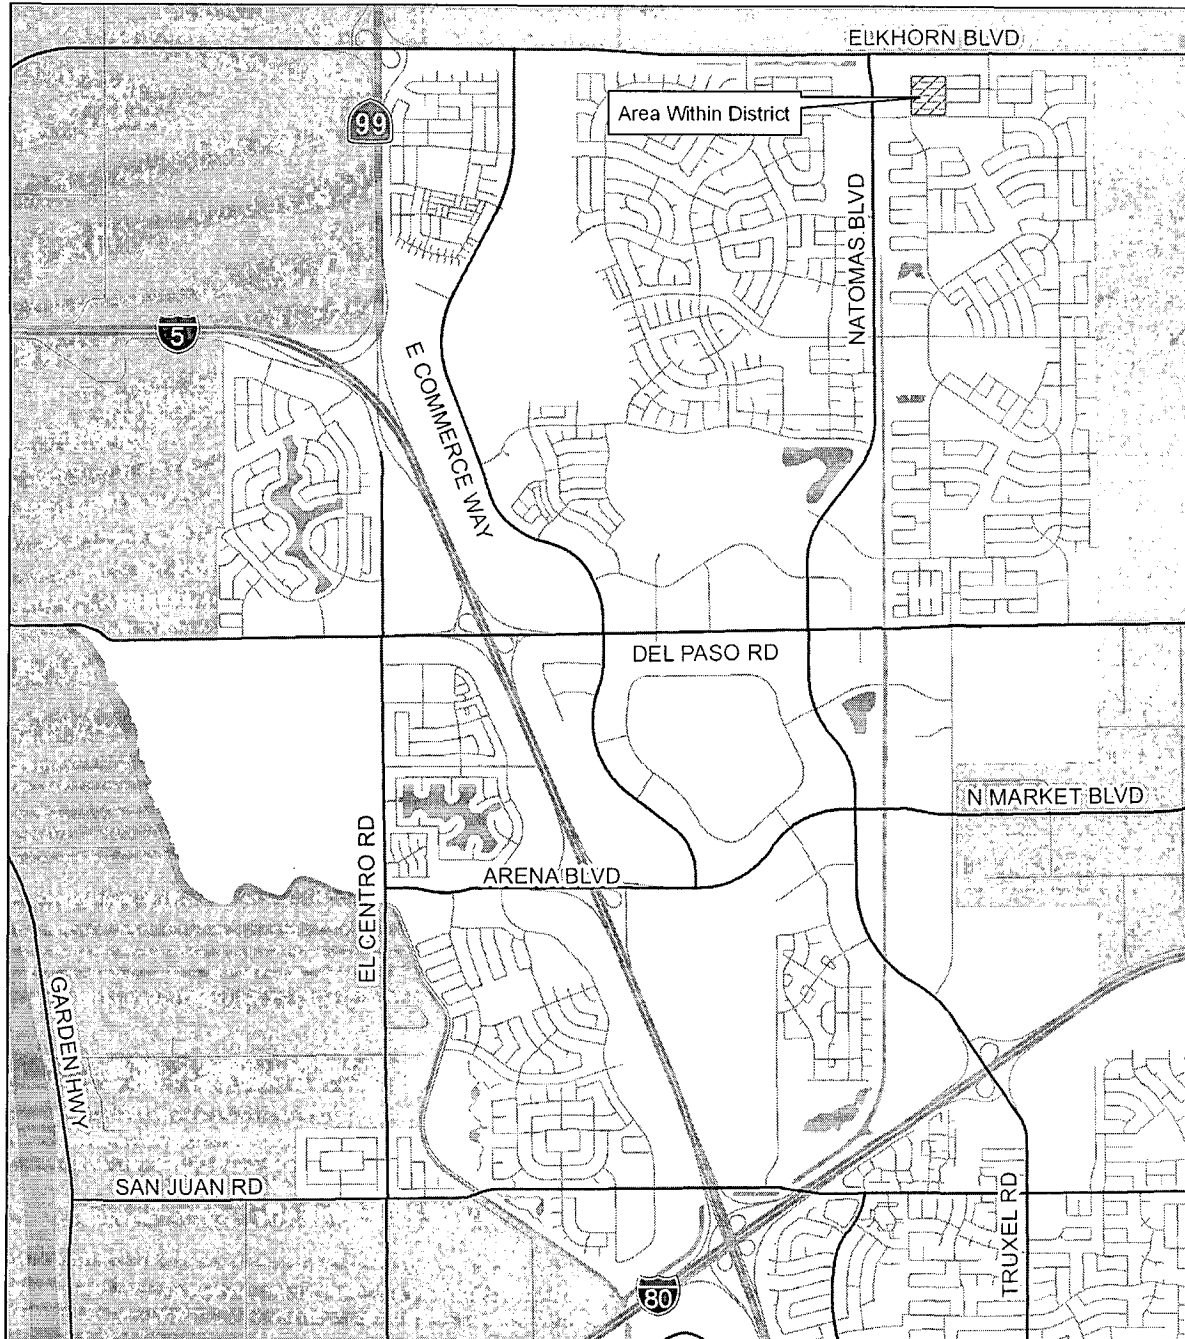 ELKHORN BLVD
Area Within District
99
NATOMAS BLVD
5
E COMMERCE WAY
DEL PASO RD
N MARKET BLVD
EL CENTRO RD
ARENA BLVD
GARDEN HWY
SAN JUAN RD
TRUXEL RD
80